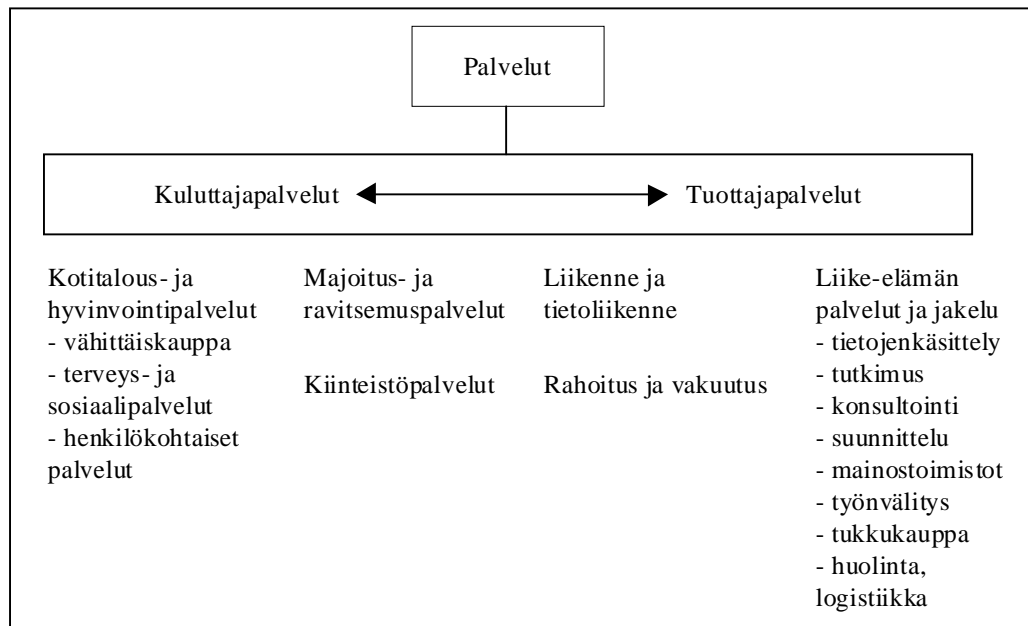 Palvelut
Kuluttajapalvelut
Tuottajapalvelut
Kotitalous- ja
hyvinvointipalvelut
- vähittäiskauppa
- terveys- ja
sosiaalipalvelut
- henkilökohtaiset
palvelut
Majoitus- ja
ravitsemuspalvelut
Kiinteistöpalvelut
Liikenne ja
tietoliikenne
Rahoitus ja vakuutus
Liike-elämän
palvelut ja jakelu
- tietojenkäsittely
- tutkimus
- konsultointi
- suunnittelu
- mainostoimistot
- työnvälitys
- tukkukauppa
- huolinta,
logistiikka